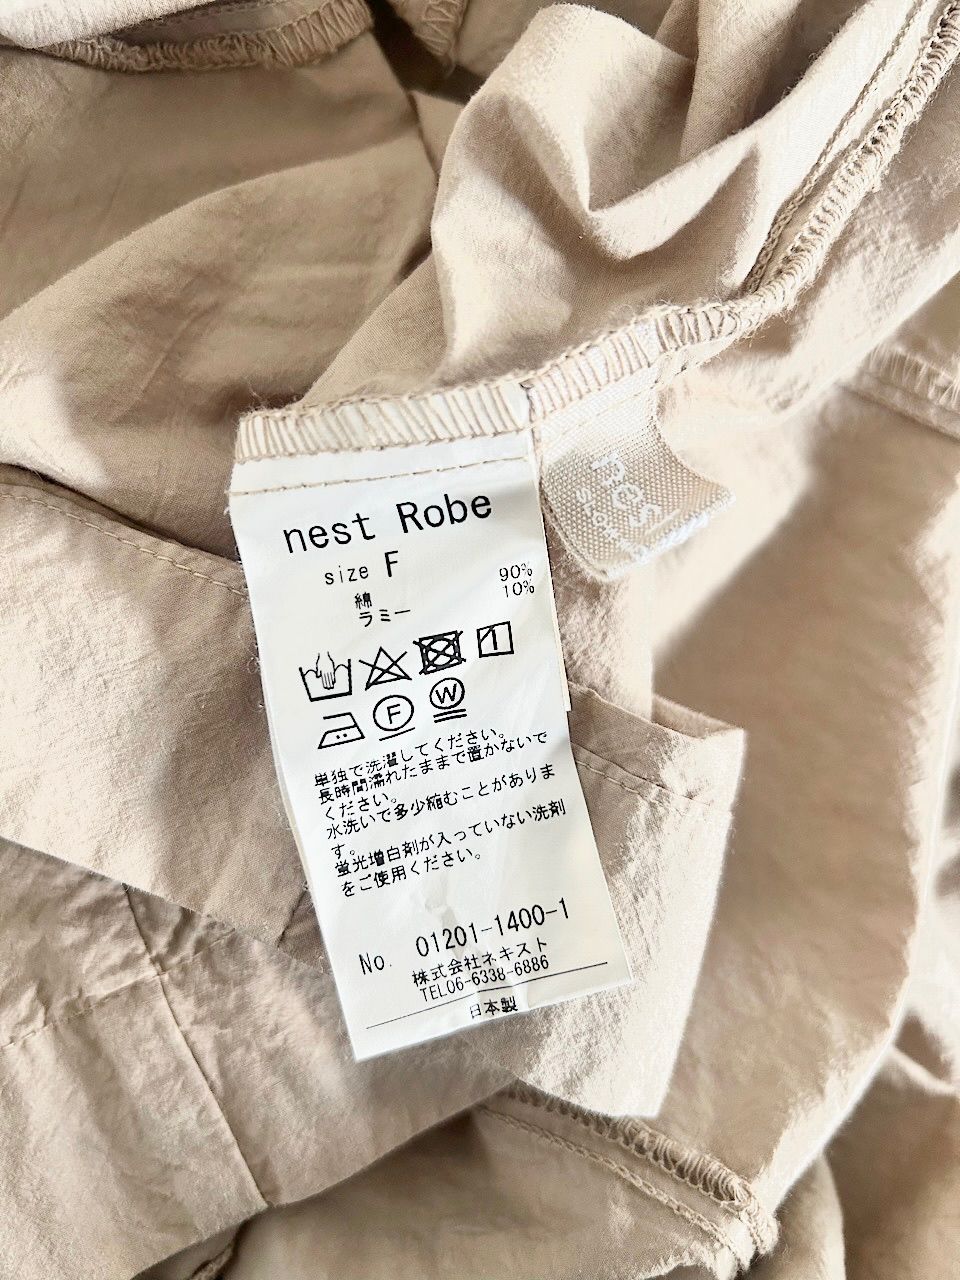 nest Robe
size F
綿 90%
ラミー 10%
F W
単独で洗濯してください。
長時間濡れたままで置かないで
ください。
水洗いで多少縮むことがありま
す。
蛍光増白剤が入っていない洗剤
をご使用ください。
No. 01201-1400-1
株式会社ネキスト
TEL06-6338-6886
日本製
nes